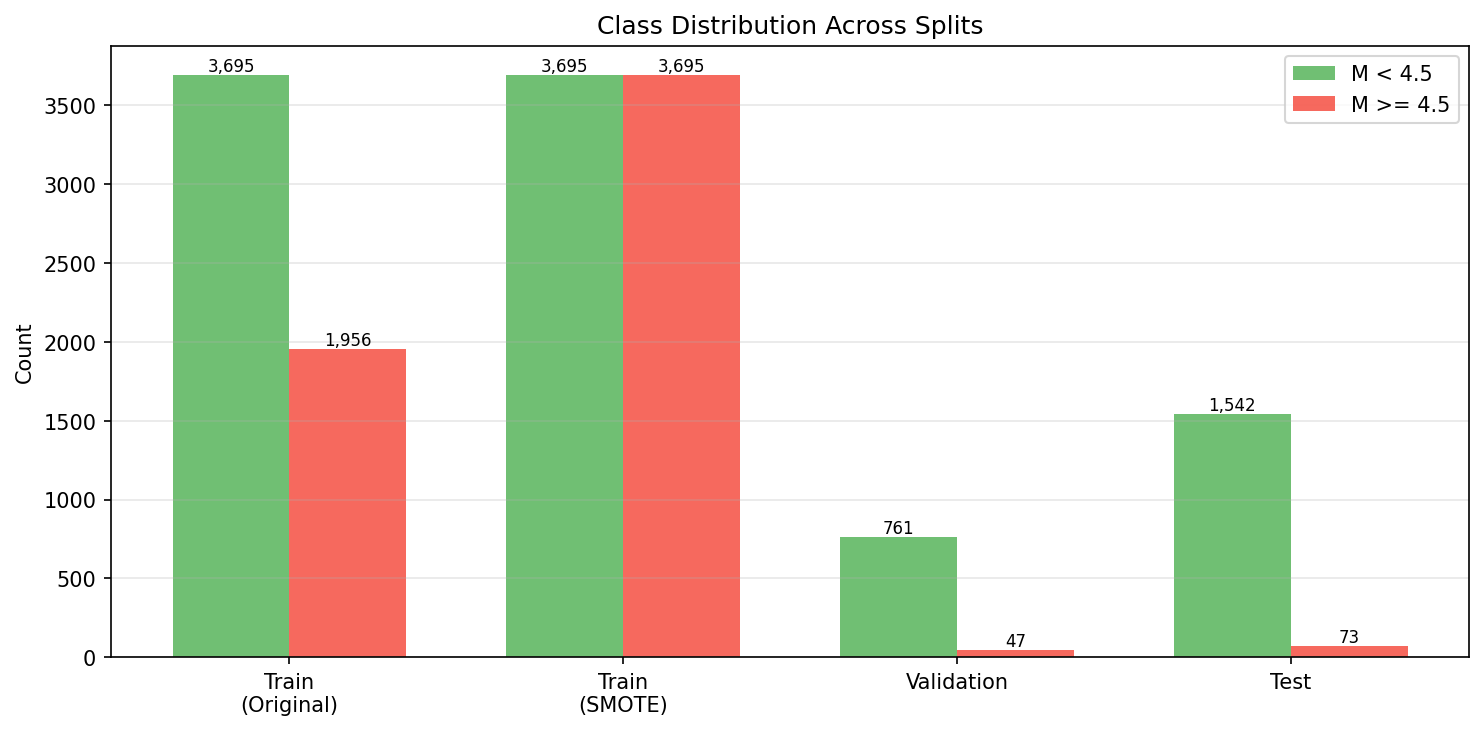 Class Distribution Across Splits
M < 4.5
M >= 4.5
Count
3500
3000
2500
2000
1500
1000
500
0
3,695
1,956
3,695
3,695
761
47
1,542
73
Train
(Original)
Train
(SMOTE)
Validation
Test